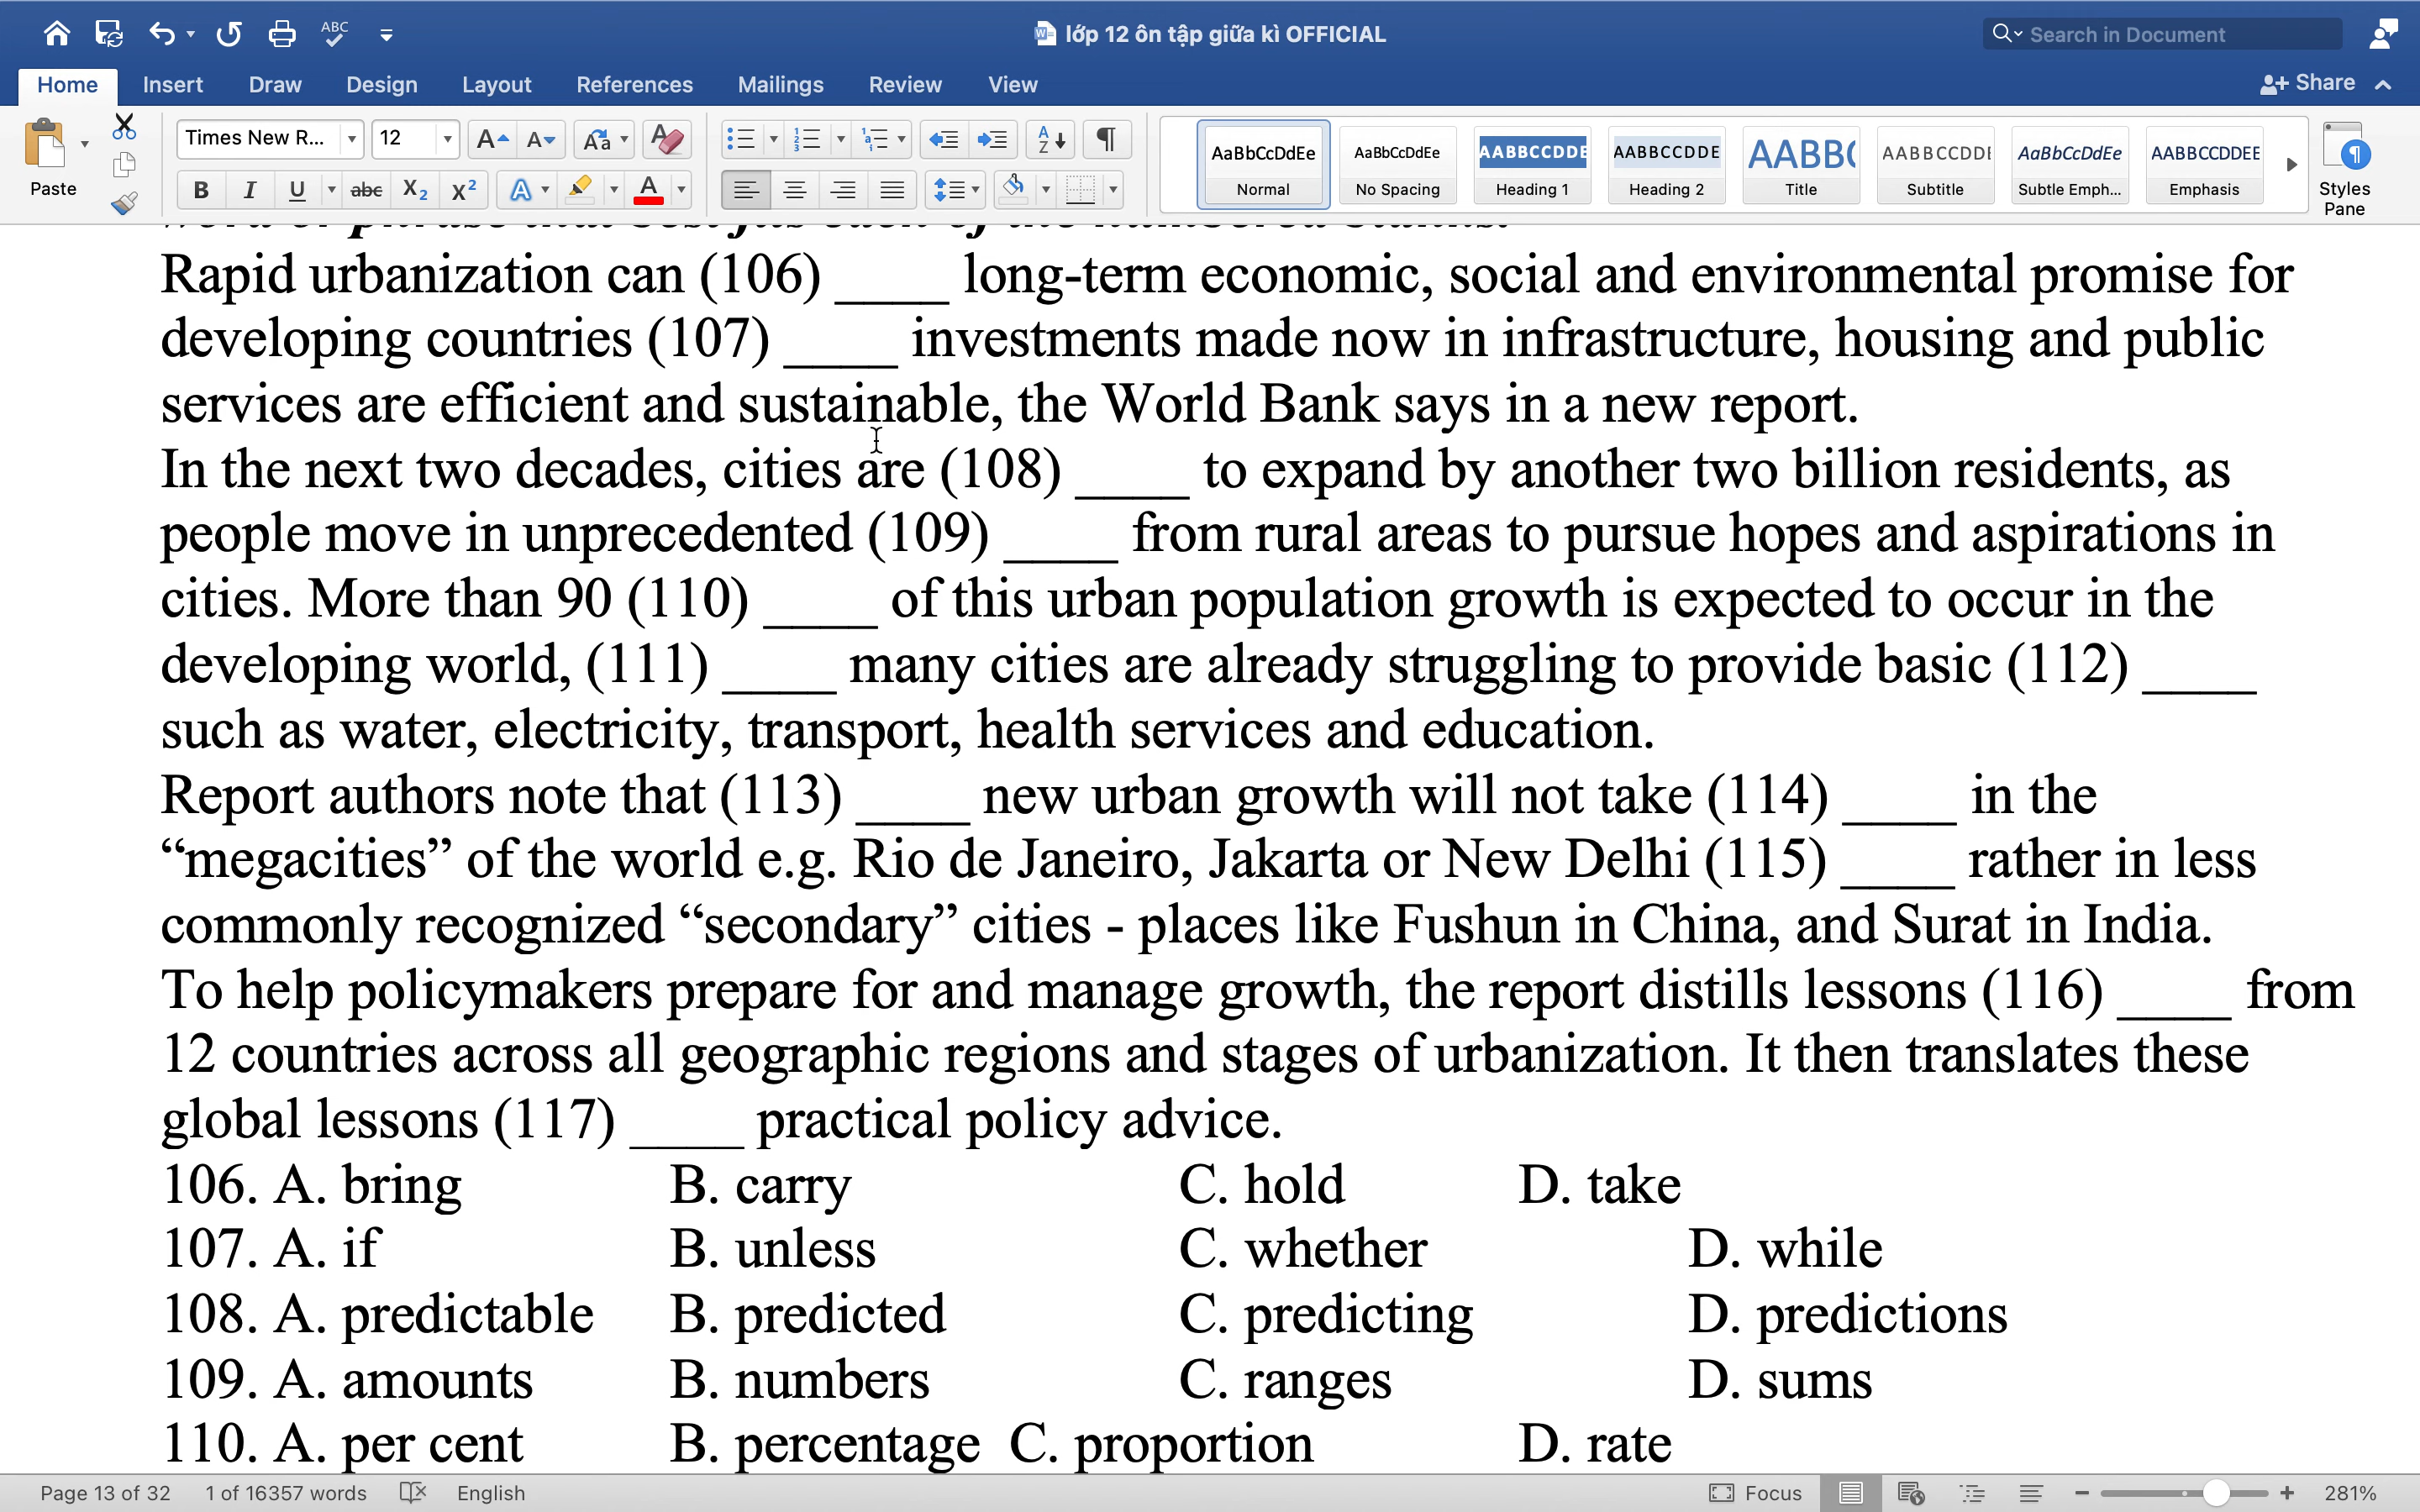 ABC
lớp 12 ôn tập giữa kì OFFICIAL
Search in Document
Home Insert Draw Design Layout References Mailings Review View
Share
Paste
Times New R... 12
AaBbCcDdEe AaBbCcDdEe AABBCCDDE AABBCCDDE AABBC AABBCCDDE AaBbCcDdEe AABBCCDDEE
Normal No Spacing Heading 1 Heading 2 Title Subtitle Subtle Emph... Emphasis
Styles
Pane
word or phrase that best fits each of the numbered blanks.
Rapid urbanization can (106) ____ long-term economic, social and environmental promise for
developing countries (107) ____ investments made now in infrastructure, housing and public
services are efficient and sustainable, the World Bank says in a new report.
In the next two decades, cities are (108) ____ to expand by another two billion residents, as
people move in unprecedented (109) ____ from rural areas to pursue hopes and aspirations in
cities. More than 90 (110) ____ of this urban population growth is expected to occur in the
developing world, (111) ____ many cities are already struggling to provide basic (112) ____
such as water, electricity, transport, health services and education.
Report authors note that (113) ____ new urban growth will not take (114) ____ in the
“megacities” of the world e.g. Rio de Janeiro, Jakarta or New Delhi (115) ____ rather in less
commonly recognized “secondary” cities - places like Fushun in China, and Surat in India.
To help policymakers prepare for and manage growth, the report distills lessons (116) ____ from
12 countries across all geographic regions and stages of urbanization. It then translates these
global lessons (117) ____ practical policy advice.
106. A. bring B. carry C. hold D. take
107. A. if B. unless C. whether D. while
108. A. predictable B. predicted C. predicting D. predictions
109. A. amounts B. numbers C. ranges D. sums
110. A. per cent B. percentage C. proportion D. rate
Page 13 of 32 1 of 16357 words English Focus 281%